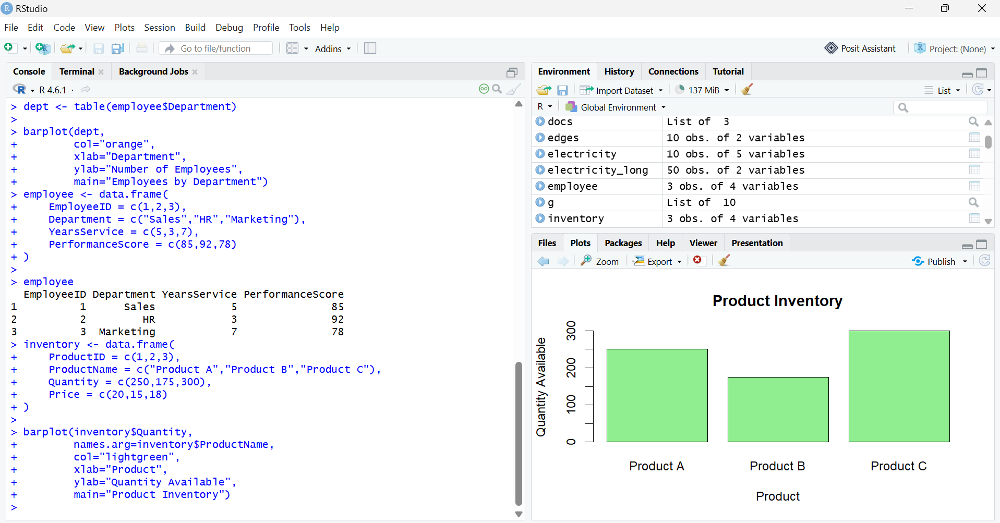 RStudio
File Edit Code View Plots Session Build Debug Profile Tools Help
Go to file/function Addins Posit Assistant Project: (None)
Console Terminal Background Jobs
R 4.6.1 ·
> dept <- table(employee$Department)
>
> barplot(dept,
+         col="orange",
+         xlab="Department",
+         ylab="Number of Employees",
+         main="Employees by Department")
> employee <- data.frame(
+     EmployeeID = c(1,2,3),
+     Department = c("Sales","HR","Marketing"),
+     YearsService = c(5,3,7),
+     PerformanceScore = c(85,92,78)
+ )
>
> employee
  EmployeeID Department YearsService PerformanceScore
1          1      Sales            5               85
2          2         HR            3               92
3          3  Marketing            7               78
> inventory <- data.frame(
+     ProductID = c(1,2,3),
+     ProductName = c("Product A","Product B","Product C"),
+     Quantity = c(250,175,300),
+     Price = c(20,15,18)
+ )
>
> barplot(inventory$Quantity,
+         names.arg=inventory$ProductName,
+         col="lightgreen",
+         xlab="Product",
+         ylab="Quantity Available",
+         main="Product Inventory")
>
Environment History Connections Tutorial
Import Dataset 137 MiB List
R Global Environment
docs List of 3
edges 10 obs. of 2 variables
electricity 10 obs. of 5 variables
electricity_long 50 obs. of 2 variables
employee 3 obs. of 4 variables
g List of 10
inventory 3 obs. of 4 variables
Files Plots Packages Help Viewer Presentation
Zoom Export Publish
Product Inventory
Quantity Available
300
200
100
0
Product A Product B Product C
Product